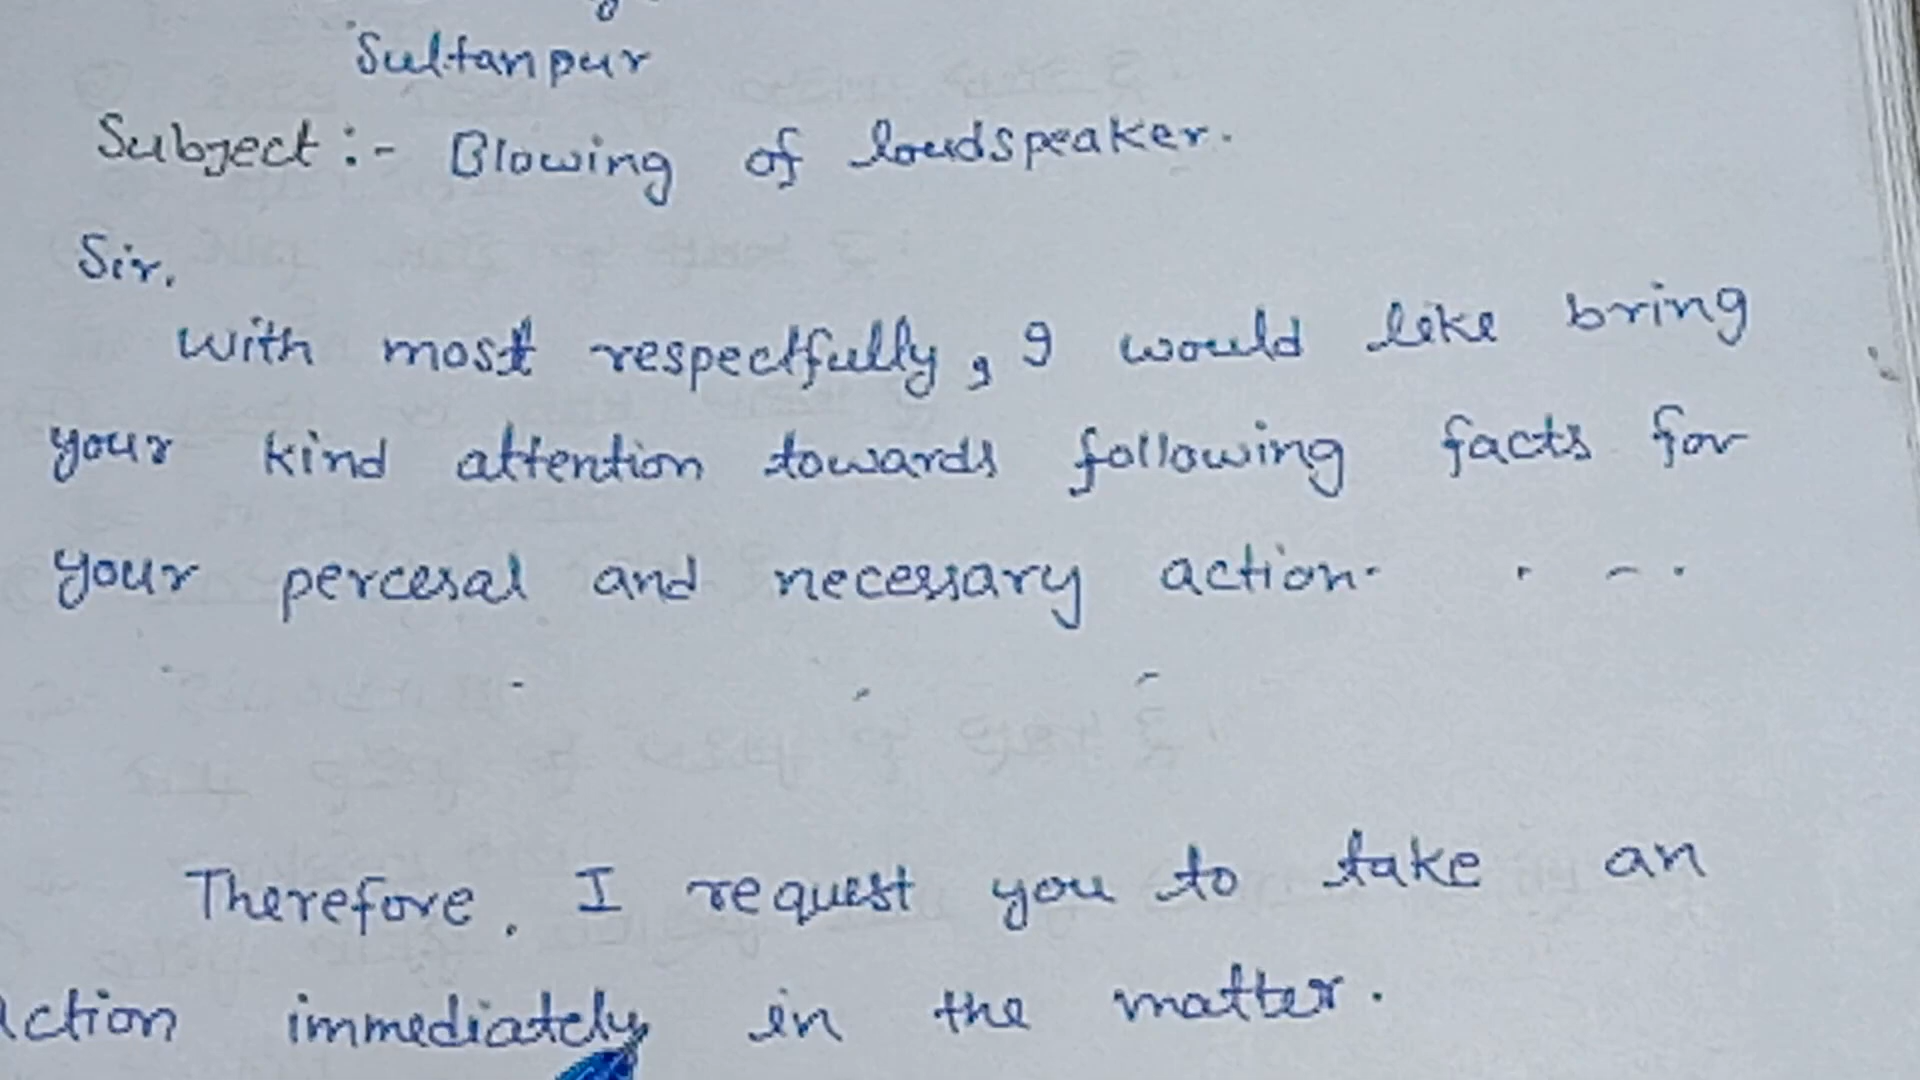 Sultanpur
Subject :- Blowing of loudspeaker.
Sir,
with most respectfully, I would like bring
your kind attention towards following facts for
your percesal and necessary action. . - .
Therefore, I request you to take an
action immediately in the matter.